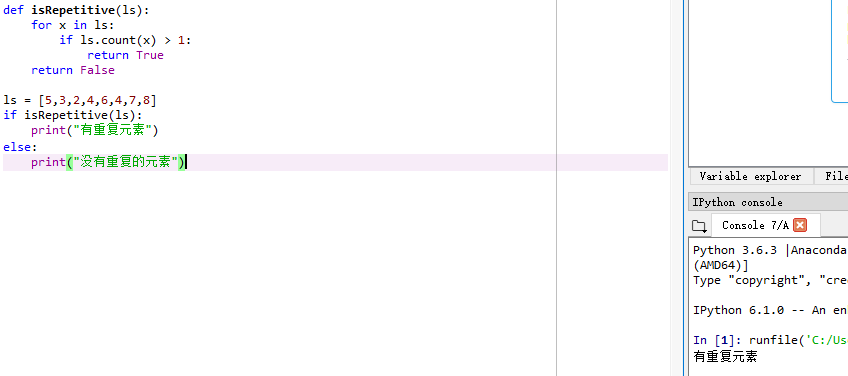 def isRepetitive(ls):
    for x in ls:
        if ls.count(x) > 1:
            return True
    return False

ls = [5,3,2,4,6,4,7,8]
if isRepetitive(ls):
    print("有重复元素")
else:
    print("没有重复的元素")
Variable explorer
File
IPython console
Console 7/A
Python 3.6.3 |Anaconda
(AMD64)]
Type "copyright", "cre
IPython 6.1.0 -- An en
In [1]: runfile('C:/Us
有重复元素